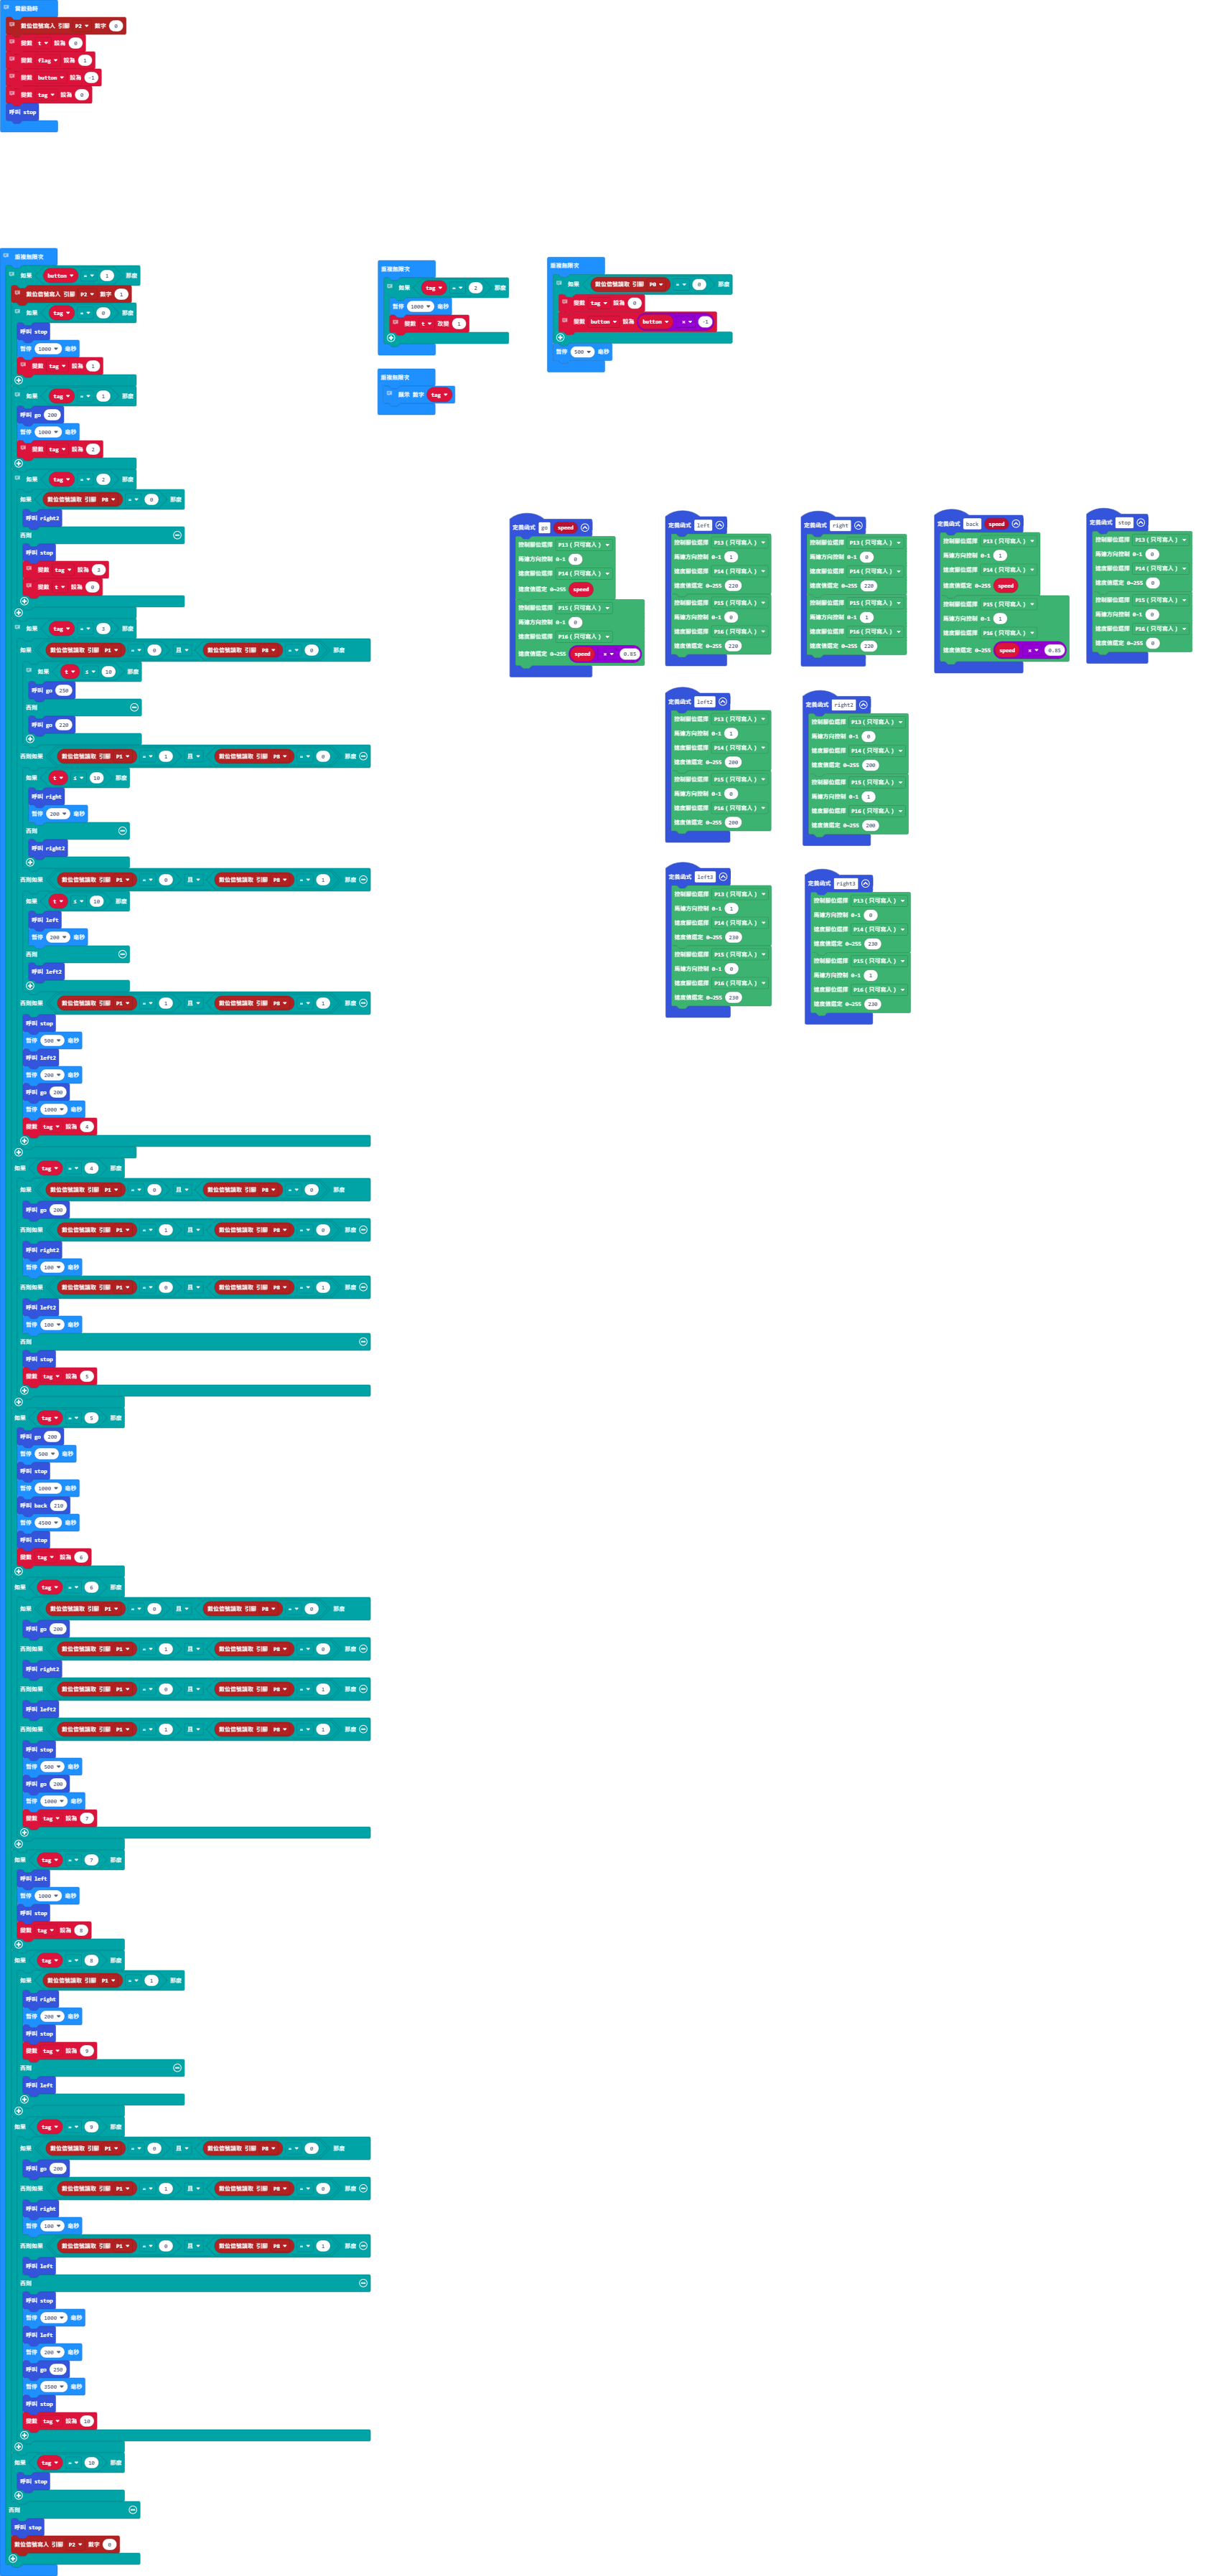 當啟動時
數位信號寫入 引腳 P2 數字 0
變數 t 設為 0
變數 flag 設為 1
變數 button 設為 -1
變數 tag 設為 0
呼叫 stop
重複無限次
如果 button = 1 那麼
數位信號寫入 引腳 P2 數字 1
如果 tag = 0 那麼
呼叫 stop
暫停 1000 毫秒
變數 tag 設為 1
如果 tag = 1 那麼
呼叫 go 200
暫停 1000 毫秒
變數 tag 設為 2
如果 tag = 2 那麼
如果 數位信號讀取 引腳 P8 = 0 那麼
呼叫 right2
否則
呼叫 stop
變數 tag 設為 3
變數 t 設為 0
如果 tag = 3 那麼
如果 數位信號讀取 引腳 P1 = 0 且 數位信號讀取 引腳 P8 = 0 那麼
如果 t ≤ 10 那麼
呼叫 go 250
否則
呼叫 go 220
否則如果 數位信號讀取 引腳 P1 = 1 且 數位信號讀取 引腳 P8 = 0 那麼
如果 t ≤ 10 那麼
呼叫 right
暫停 200 毫秒
否則
呼叫 right2
否則如果 數位信號讀取 引腳 P1 = 0 且 數位信號讀取 引腳 P8 = 1 那麼
如果 t ≤ 10 那麼
呼叫 left
暫停 200 毫秒
否則
呼叫 left2
否則如果 數位信號讀取 引腳 P1 = 1 且 數位信號讀取 引腳 P8 = 1 那麼
呼叫 stop
暫停 500 毫秒
呼叫 left2
暫停 200 毫秒
呼叫 go 200
暫停 1000 毫秒
變數 tag 設為 4
如果 tag = 4 那麼
如果 數位信號讀取 引腳 P1 = 0 且 數位信號讀取 引腳 P8 = 0 那麼
呼叫 go 200
否則如果 數位信號讀取 引腳 P1 = 1 且 數位信號讀取 引腳 P8 = 0 那麼
呼叫 right2
暫停 100 毫秒
否則如果 數位信號讀取 引腳 P1 = 0 且 數位信號讀取 引腳 P8 = 1 那麼
呼叫 left2
暫停 100 毫秒
否則
呼叫 stop
變數 tag 設為 5
如果 tag = 5 那麼
呼叫 go 200
暫停 500 毫秒
呼叫 stop
暫停 1000 毫秒
呼叫 back 210
暫停 4500 毫秒
呼叫 stop
變數 tag 設為 6
如果 tag = 6 那麼
如果 數位信號讀取 引腳 P1 = 0 且 數位信號讀取 引腳 P8 = 0 那麼
呼叫 go 200
否則如果 數位信號讀取 引腳 P1 = 1 且 數位信號讀取 引腳 P8 = 0 那麼
呼叫 right2
否則如果 數位信號讀取 引腳 P1 = 0 且 數位信號讀取 引腳 P8 = 1 那麼
呼叫 left2
否則如果 數位信號讀取 引腳 P1 = 1 且 數位信號讀取 引腳 P8 = 1 那麼
呼叫 stop
暫停 500 毫秒
呼叫 go 200
暫停 1000 毫秒
變數 tag 設為 7
如果 tag = 7 那麼
呼叫 left
暫停 1000 毫秒
呼叫 stop
變數 tag 設為 8
如果 tag = 8 那麼
如果 數位信號讀取 引腳 P1 = 1 那麼
呼叫 right
暫停 200 毫秒
呼叫 stop
變數 tag 設為 9
否則
呼叫 left
如果 tag = 9 那麼
如果 數位信號讀取 引腳 P1 = 0 且 數位信號讀取 引腳 P8 = 0 那麼
呼叫 go 200
否則如果 數位信號讀取 引腳 P1 = 1 且 數位信號讀取 引腳 P8 = 0 那麼
呼叫 right
暫停 100 毫秒
否則如果 數位信號讀取 引腳 P1 = 0 且 數位信號讀取 引腳 P8 = 1 那麼
呼叫 left
否則
呼叫 stop
暫停 1000 毫秒
呼叫 left
暫停 200 毫秒
呼叫 go 250
暫停 3500 毫秒
呼叫 stop
變數 tag 設為 10
如果 tag = 10 那麼
呼叫 stop
否則
呼叫 stop
數位信號寫入 引腳 P2 數字 0
重複無限次
如果 tag = 2 那麼
暫停 1000 毫秒
變數 t 改變 1
重複無限次
顯示 數字 tag
重複無限次
如果 數位信號讀取 引腳 = 0 那麼
變數 tag 設為 0
變數 button 設為 button × -1
暫停 500 毫秒
定義函式 go speed
控制腳位選擇 P13 (只可寫入)
馬達方向控制 0-1 0
速度腳位選擇 P14 (只可寫入)
速度值選定 0~255 speed
控制腳位選擇 P15 (只可寫入)
馬達方向控制 0-1 0
速度腳位選擇 P16 (只可寫入)
速度值選定 0~255 speed × 0.85
定義函式 left
控制腳位選擇 P13 (只可寫入)
馬達方向控制 0-1 1
速度腳位選擇 P14 (只可寫入)
速度值選定 0~255 220
控制腳位選擇 P15 (只可寫入)
馬達方向控制 0-1 0
速度腳位選擇 P16 (只可寫入)
速度值選定 0~255 220
定義函式 right
控制腳位選擇 P13 (只可寫入)
馬達方向控制 0-1 0
速度腳位選擇 P14 (只可寫入)
速度值選定 0~255 220
控制腳位選擇 P15 (只可寫入)
馬達方向控制 0-1 1
速度腳位選擇 P16 (只可寫入)
速度值選定 0~255 220
定義函式 back speed
控制腳位選擇 P13 (只可寫入)
馬達方向控制 0-1 1
速度腳位選擇 P14 (只可寫入)
速度值選定 0~255 speed
控制腳位選擇 P15 (只可寫入)
馬達方向控制 0-1 1
速度腳位選擇 P16 (只可寫入)
速度值選定 0~255 speed × 0.95
定義函式 stop
控制腳位選擇 P13 (只可寫入)
馬達方向控制 0-1 0
速度腳位選擇 P14 (只可寫入)
速度值選定 0~255 0
控制腳位選擇 P15 (只可寫入)
馬達方向控制 0-1 0
速度腳位選擇 P16 (只可寫入)
速度值選定 0~255 0
定義函式 left2
控制腳位選擇 P13 (只可寫入)
馬達方向控制 0-1 1
速度腳位選擇 P14 (只可寫入)
速度值選定 0~255 200
控制腳位選擇 P15 (只可寫入)
馬達方向控制 0-1 0
速度腳位選擇 P16 (只可寫入)
速度值選定 0~255 200
定義函式 right2
控制腳位選擇 P13 (只可寫入)
馬達方向控制 0-1 0
速度腳位選擇 P14 (只可寫入)
速度值選定 0~255 200
控制腳位選擇 P15 (只可寫入)
馬達方向控制 0-1 1
速度腳位選擇 P16 (只可寫入)
速度值選定 0~255 200
定義函式 left3
控制腳位選擇 P13 (只可寫入)
馬達方向控制 0-1 1
速度腳位選擇 P14 (只可寫入)
速度值選定 0~255 230
控制腳位選擇 P15 (只可寫入)
馬達方向控制 0-1 0
速度腳位選擇 P16 (只可寫入)
速度值選定 0~255 230
定義函式 right3
控制腳位選擇 P13 (只可寫入)
馬達方向控制 0-1 0
速度腳位選擇 P14 (只可寫入)
速度值選定 0~255 230
控制腳位選擇 P15 (只可寫入)
馬達方向控制 0-1 1
速度腳位選擇 P16 (只可寫入)
速度值選定 0~255 230